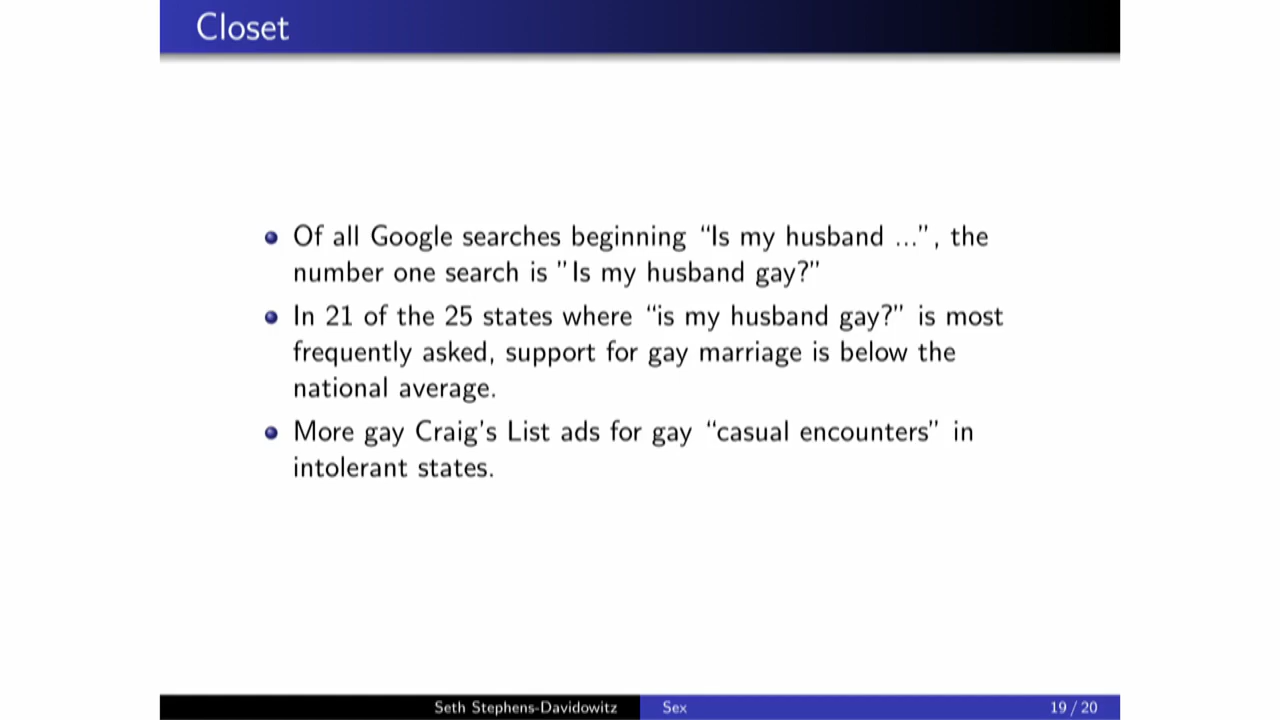 Closet
Of all Google searches beginning “Is my husband ...”, the
number one search is ”Is my husband gay?”
In 21 of the 25 states where “is my husband gay?” is most
frequently asked, support for gay marriage is below the
national average.
More gay Craig's List ads for gay “casual encounters” in
intolerant states.
Seth Stephens-Davidowitz Sex 19 / 20